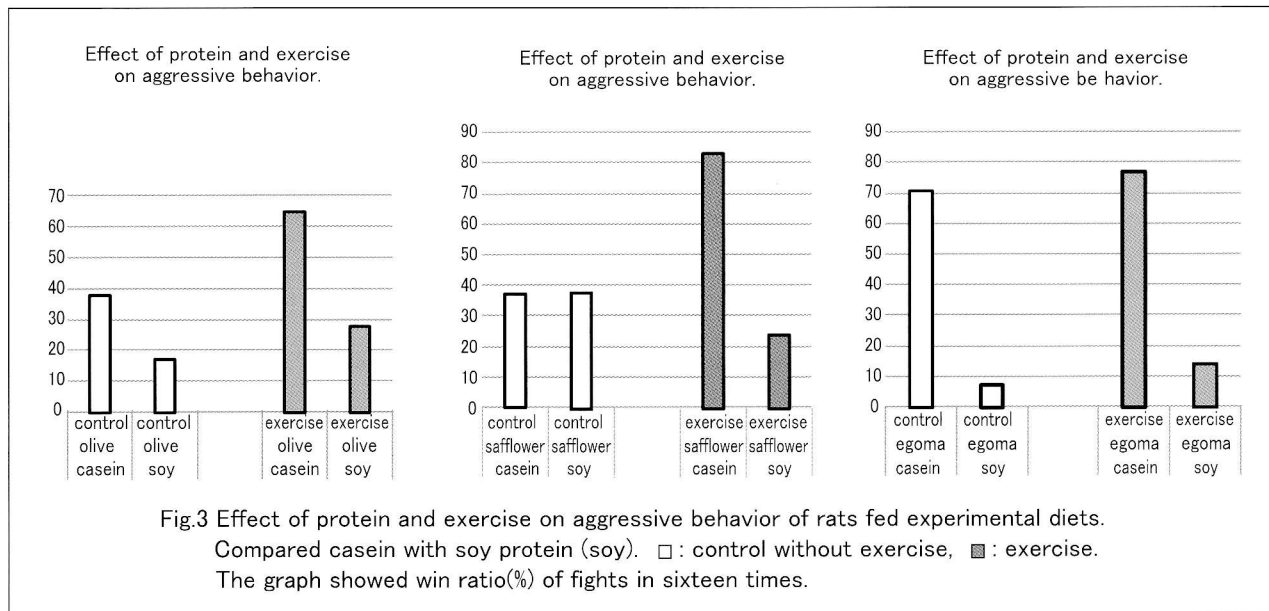 Effect of protein and exercise
on aggressive behavior.
70
60
50
40
30
20
10
0
control control exercise exercise
olive olive olive olive
casein soy casein soy
Effect of protein and exercise
on aggressive behavior.
90
80
70
60
50
40
30
20
10
0
control control exercise exercise
safflower safflower safflower safflower
casein soy casein soy
Effect of protein and exercise
on aggressive be havior.
90
80
70
60
50
40
30
20
10
0
control control exercise exercise
egoma egoma egoma egoma
casein soy casein soy
Fig.3 Effect of protein and exercise on aggressive behavior of rats fed experimental diets.
Compared casein with soy protein (soy). □ : control without exercise, ■ : exercise.
The graph showed win ratio(%) of fights in sixteen times.